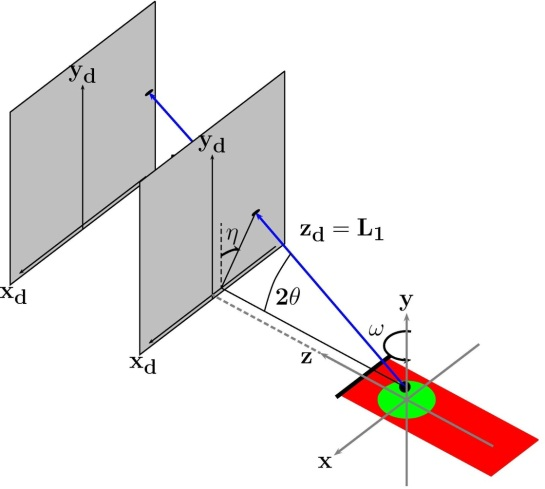 y_d
y_d
η
z_d = L_1
2θ
x_d
y
ω
z
x_d
x